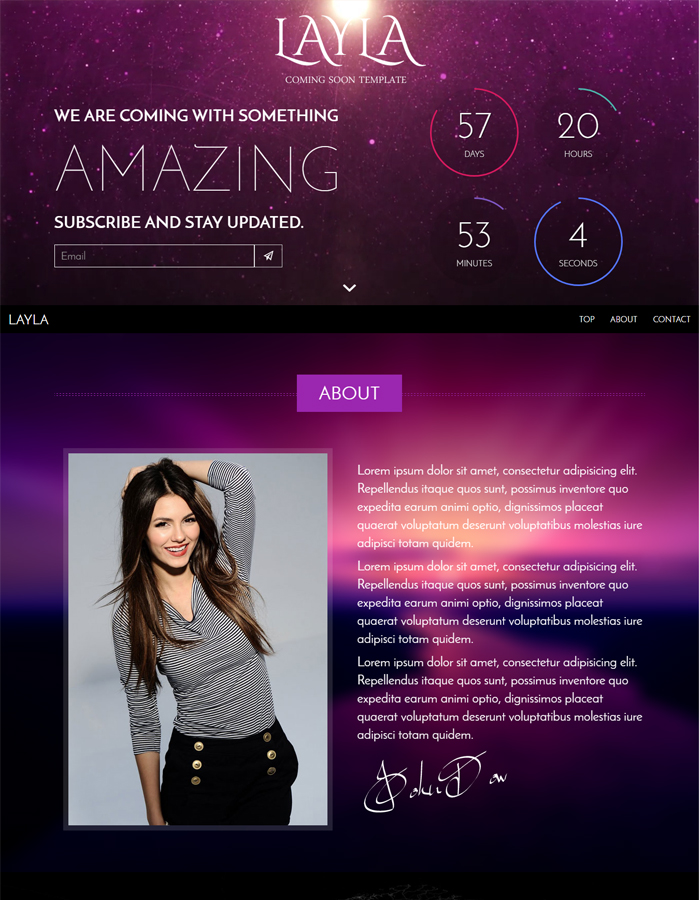 LAYLA
COMING SOON TEMPLATE
WE ARE COMING WITH SOMETHING
AMAZING
SUBSCRIBE AND STAY UPDATED.
Email
57
DAYS
20
HOURS
53
MINUTES
4
SECONDS
LAYLA
TOP ABOUT CONTACT
ABOUT
Lorem ipsum dolor sit amet, consectetur adipisicing elit.
Repellendus itaque quos sunt, possimus inventore quo
expedita earum animi optio, dignissimos placeat
quaerat voluptatum deserunt voluptatibus molestias iure
adipisci totam quidem.
Lorem ipsum dolor sit amet, consectetur adipisicing elit.
Repellendus itaque quos sunt, possimus inventore quo
expedita earum animi optio, dignissimos placeat
quaerat voluptatum deserunt voluptatibus molestias iure
adipisci totam quidem.
Lorem ipsum dolor sit amet, consectetur adipisicing elit.
Repellendus itaque quos sunt, possimus inventore quo
expedita earum animi optio, dignissimos placeat
quaerat voluptatum deserunt voluptatibus molestias iure
adipisci totam quidem.